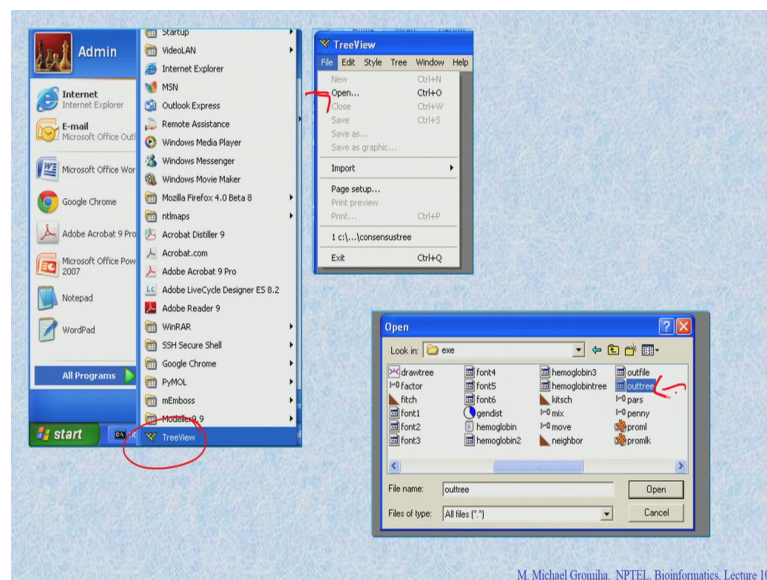 Admin
Internet
Internet Explorer
E-mail
Microsoft Office Outl
Microsoft Office Wor
Google Chrome
Adobe Acrobat 9 Pro
Microsoft Office Pow
2007
Notepad
WordPad
All Programs
start
Startup
VideoLAN
Internet Explorer
MSN
Outlook Express
Remote Assistance
Windows Media Player
Windows Messenger
Windows Movie Maker
Mozilla Firefox 4.0 Beta 8
ntlmaps
Acrobat Distiller 9
Acrobat.com
Adobe Acrobat 9 Pro
Adobe LiveCycle Designer ES 8.2
Adobe Reader 9
WinRAR
SSH Secure Shell
Google Chrome
PyMOL
mEmboss
Modeller9.9
TreeView
TreeView
File Edit Style Tree Window Help
New Ctrl+N
Open... Ctrl+O
Close Ctrl+W
Save Ctrl+S
Save as...
Save as graphic...
Import
Page setup...
Print preview
Print... Ctrl+P
1 c:\...\consensustree
Exit Ctrl+Q
Open
Look in: exe
drawtree font4 hemoglobin3 outfile
factor font5 hemoglobintree outtree
fitch font6 kitsch pars
font1 gendist mix penny
font2 hemoglobin move proml
font3 hemoglobin2 neighbor promlk
File name: outtree Open
Files of type: All files (*.*) Cancel
M. Michael Gromiha, NPTEL, Bioinformatics, Lecture 10